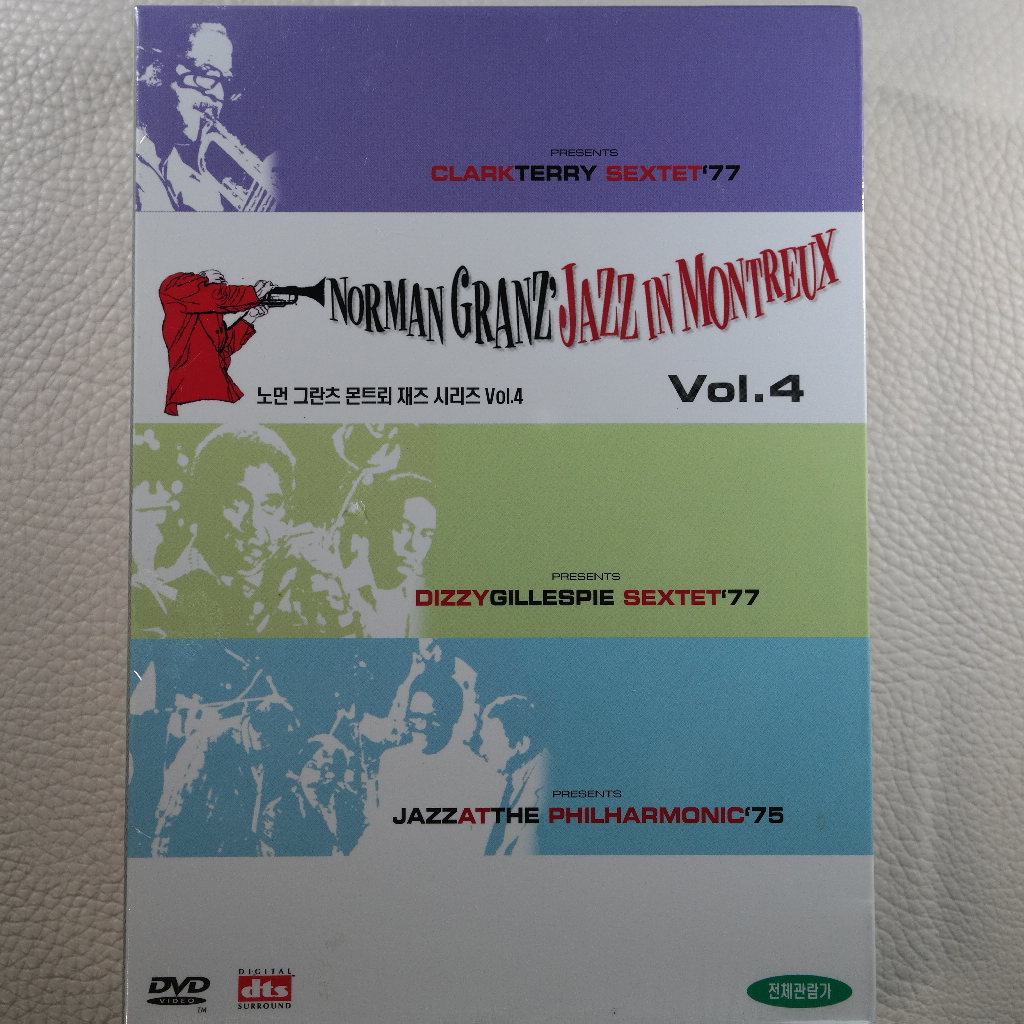 PRESENTS
CLARKTERRY SEXTET'77
NORMAN GRANZ' JAZZ IN MONTREUX
노먼 그란츠 몬트뢰 재즈 시리즈 Vol.4
Vol.4
PRESENTS
DIZZYGILLESPIE SEXTET'77
PRESENTS
JAZZATTHE PHILHARMONIC'75
DVD
VIDEO
TM
DIGITAL
dts
SURROUND
전체관람가